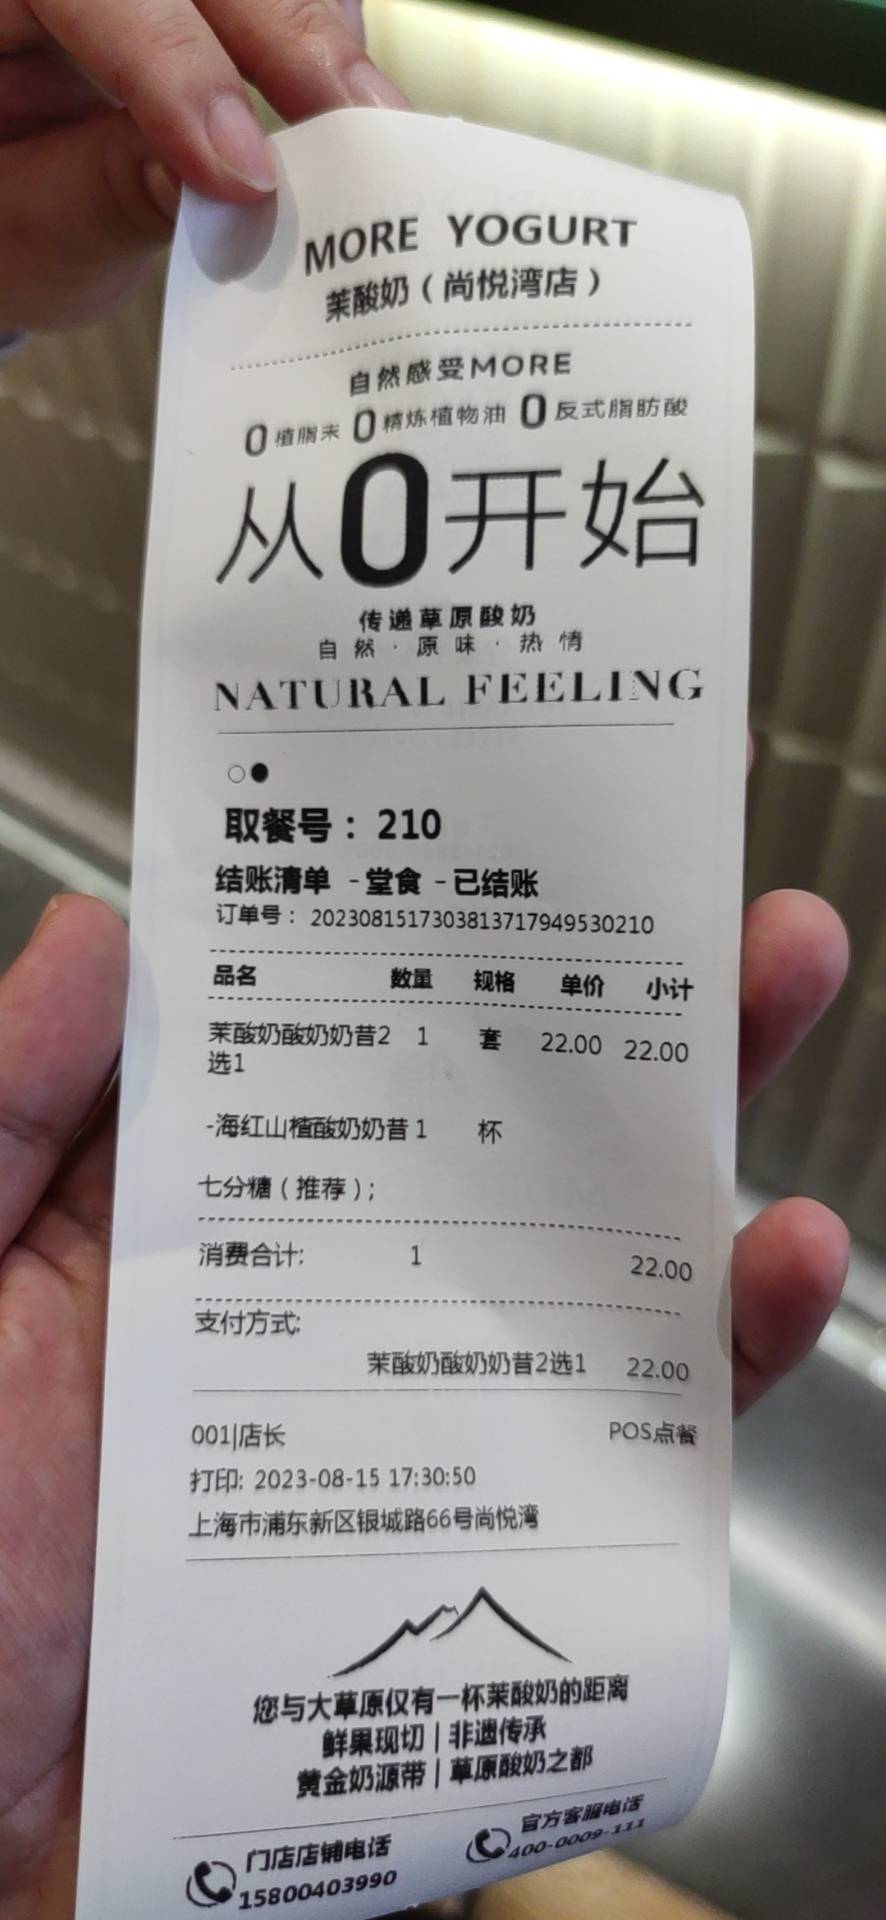 MORE YOGURT
茉酸奶（尚悦湾店）
自然感受MORE
0植脂末 0精炼植物油 0反式脂肪酸
从0开始
传递草原酸奶
自然·原味·热情
NATURAL FEELING
取餐号：210
结账清单 -堂食 -已结账
订单号：2023081517303813717949530210
品名 数量 规格 单价 小计
茉酸奶酸奶奶昔2 1 套 22.00 22.00
选1
-海红山楂酸奶奶昔 1 杯
七分糖（推荐）;
消费合计: 1 22.00
支付方式:
茉酸奶酸奶奶昔2选1 22.00
001|店长 POS点餐
打印: 2023-08-15 17:30:50
上海市浦东新区银城路66号尚悦湾
您与大草原仅有一杯茉酸奶的距离
鲜果现切｜非遗传承
黄金奶源带｜草原酸奶之都
门店店铺电话 官方客服电话
15800403990 400-0009-111